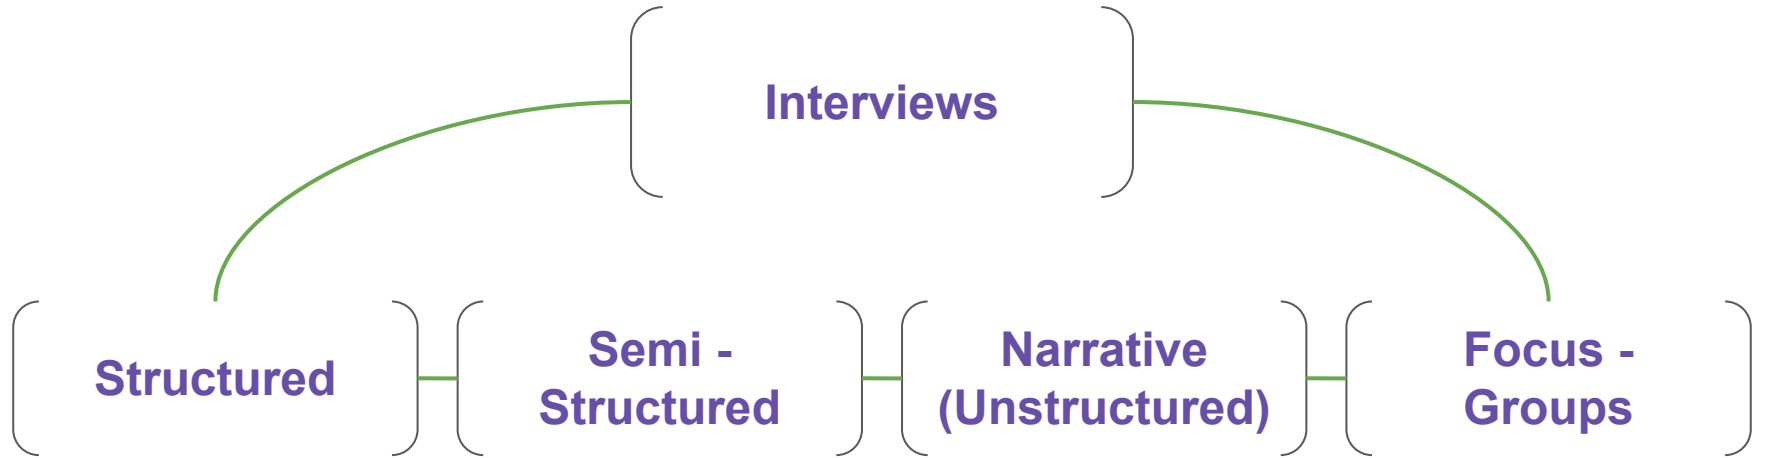 Interviews
Structured
Semi -
Structured
Narrative
(Unstructured)
Focus -
Groups